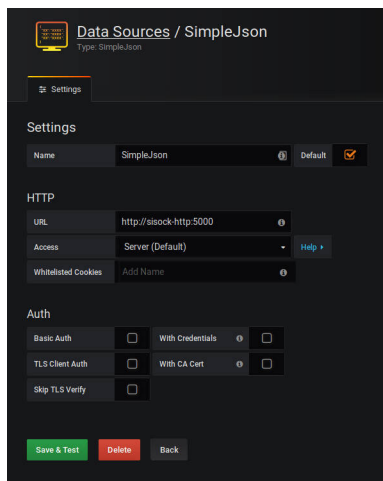 Data Sources / SimpleJson
Type: SimpleJson
Settings
Settings
Name SimpleJson Default
HTTP
URL http://sisock-http:5000
Access Server (Default) Help
Whitelisted Cookies Add Name
Auth
Basic Auth With Credentials
TLS Client Auth With CA Cert
Skip TLS Verify
Save & Test Delete Back